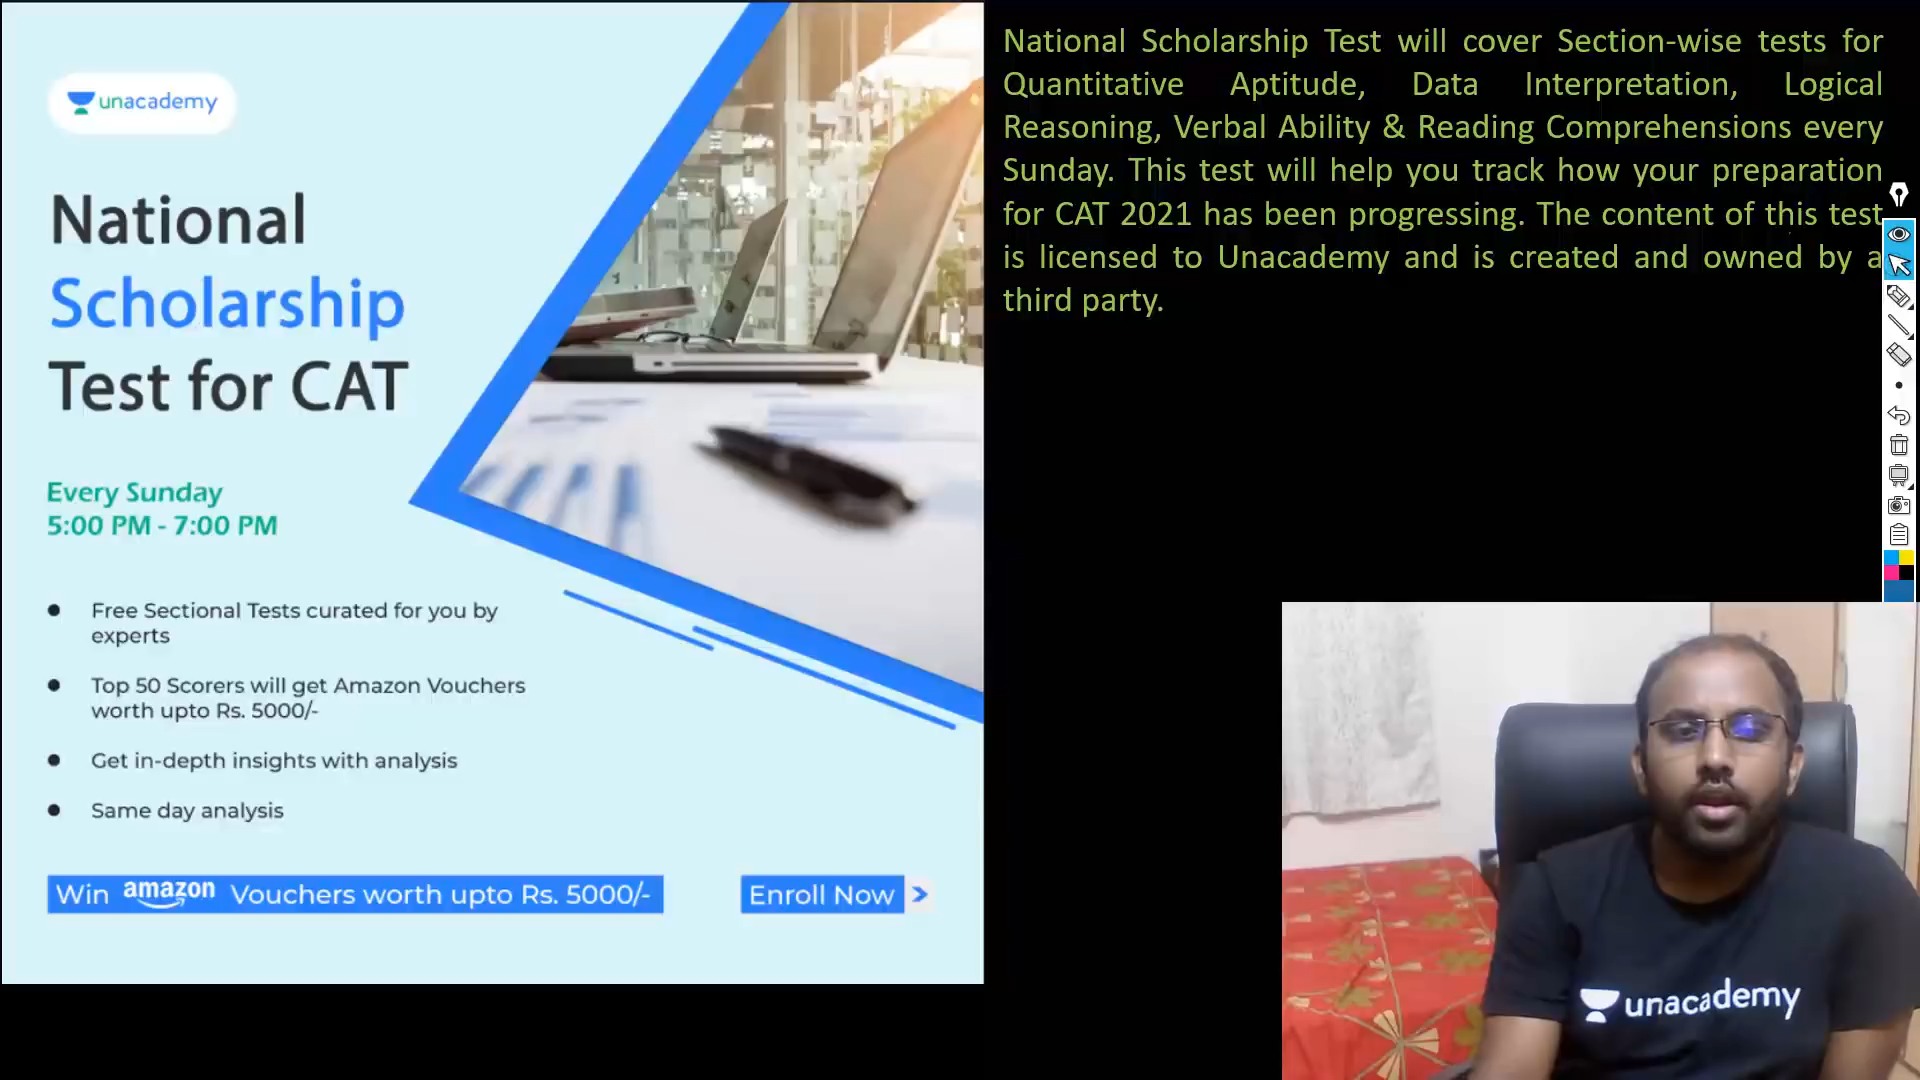 unacademy
National
Scholarship
Test for CAT
Every Sunday
5:00 PM - 7:00 PM
Free Sectional Tests curated for you by
experts
Top 50 Scorers will get Amazon Vouchers
worth upto Rs. 5000/-
Get in-depth insights with analysis
Same day analysis
Win amazon Vouchers worth upto Rs. 5000/-
Enroll Now >
National Scholarship Test will cover Section-wise tests for
Quantitative Aptitude, Data Interpretation, Logical
Reasoning, Verbal Ability & Reading Comprehensions every
Sunday. This test will help you track how your preparation
for CAT 2021 has been progressing. The content of this test
is licensed to Unacademy and is created and owned by a
third party.
unacademy